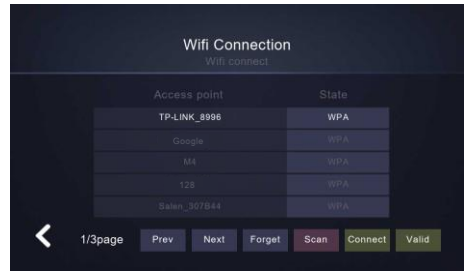 Wifi Connection
Wifi connect
Access point State
TP-LINK_8996 WPA
Google WPA
M4 WPA
128 WPA
Salen_307B44 WPA
1/3page Prev Next Forget Scan Connect Valid